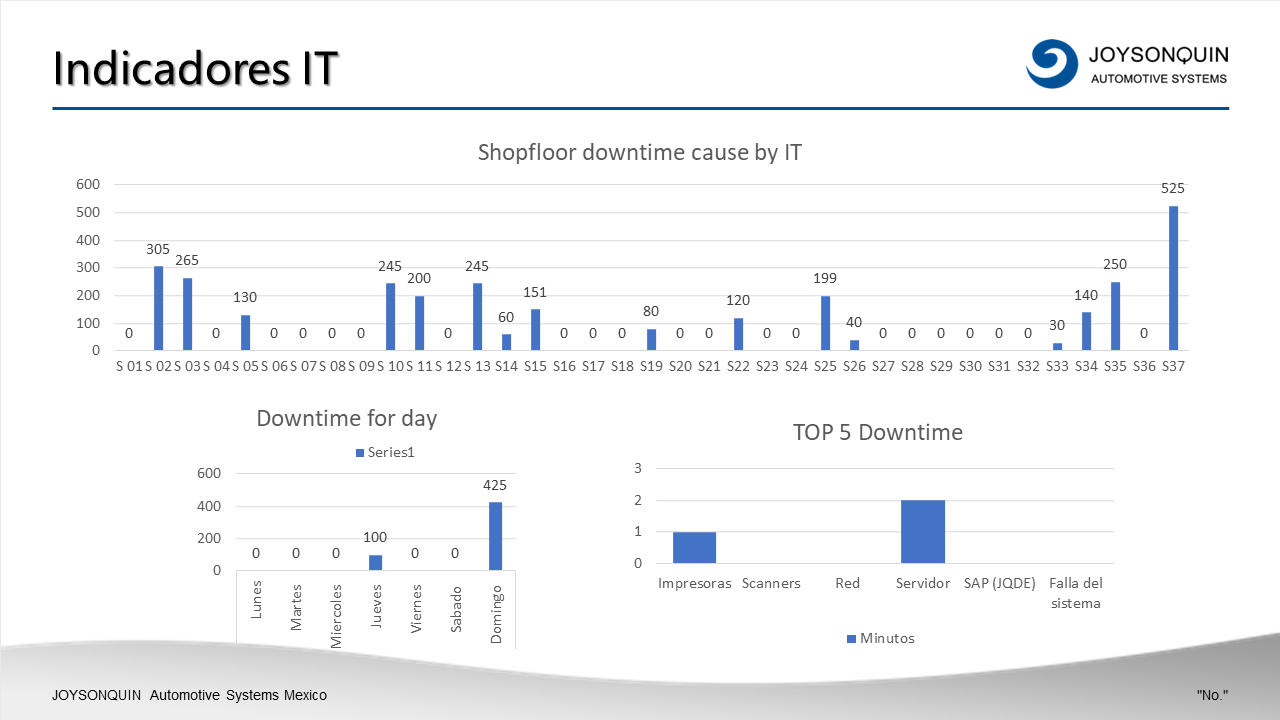 Indicadores IT
JOYSONQUIN
AUTOMOTIVE SYSTEMS
Shopfloor downtime cause by IT
600
500
400
300
200
100
0
0 305 265 0 130 0 0 0 0 245 200 0 245 60 151 0 0 0 80 0 0 120 0 0 199 40 0 0 0 0 0 0 30 140 250 0 525
S 01 S 02 S 03 S 04 S 05 S 06 S 07 S 08 S 09 S 10 S 11 S 12 S 13 S14 S15 S16 S17 S18 S19 S20 S21 S22 S23 S24 S25 S26 S27 S28 S29 S30 S31 S32 S33 S34 S35 S36 S37
Downtime for day
Series1
600
400
200
0
0 0 0 100 0 0 425
Lunes Martes Miercoles Jueves Viernes Sabado Domingo
TOP 5 Downtime
3
2
1
0
Impresoras Scanners Red Servidor SAP (JQDE) Falla del
sistema
Minutos
JOYSONQUIN Automotive Systems Mexico
"No."